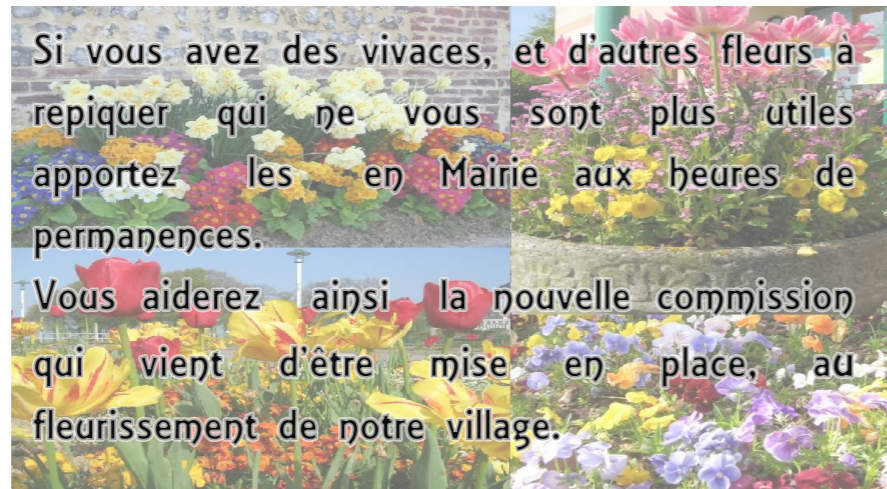 Si vous avez des vivaces, et d'autres fleurs à
repiquer qui ne vous sont plus utiles
apportez les en Mairie aux heures de
permanences.
Vous aiderez ainsi la nouvelle commission
qui vient d'être mise en place, au
fleurissement de notre village.